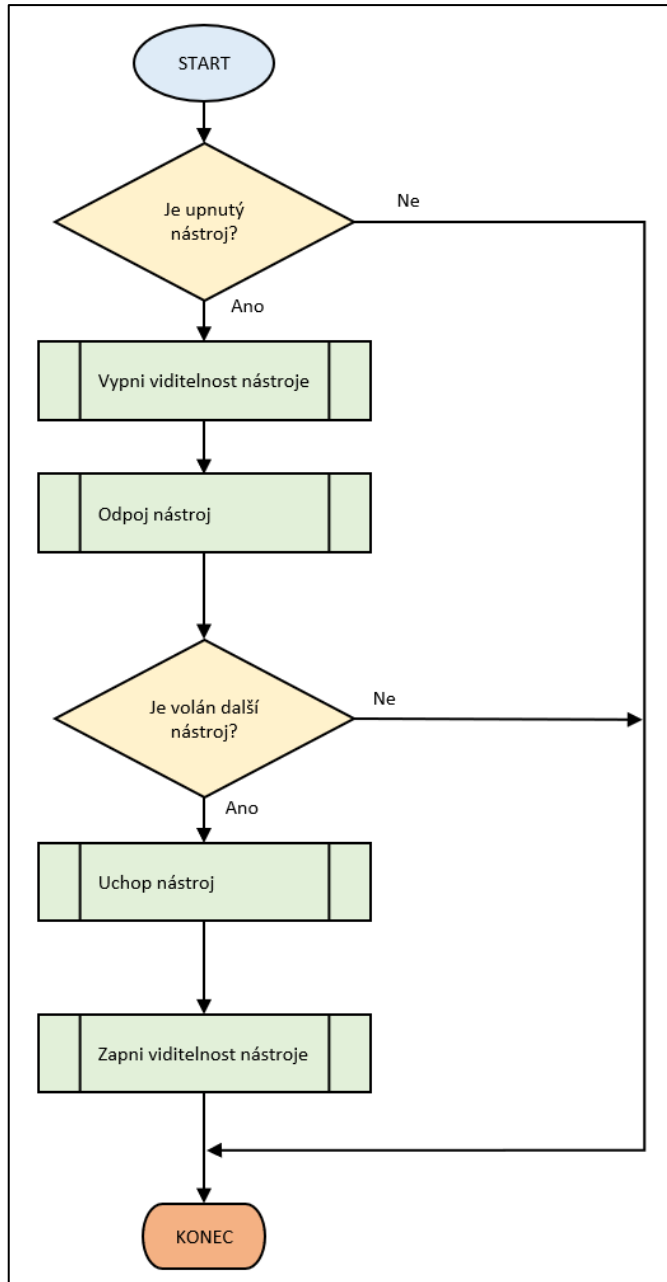 START
Je upnutý
nástroj?
Ne
Ano
Vypni viditelnost nástroje
Odpoj nástroj
Je volán další
nástroj?
Ne
Ano
Uchop nástroj
Zapni viditelnost nástroje
KONEC